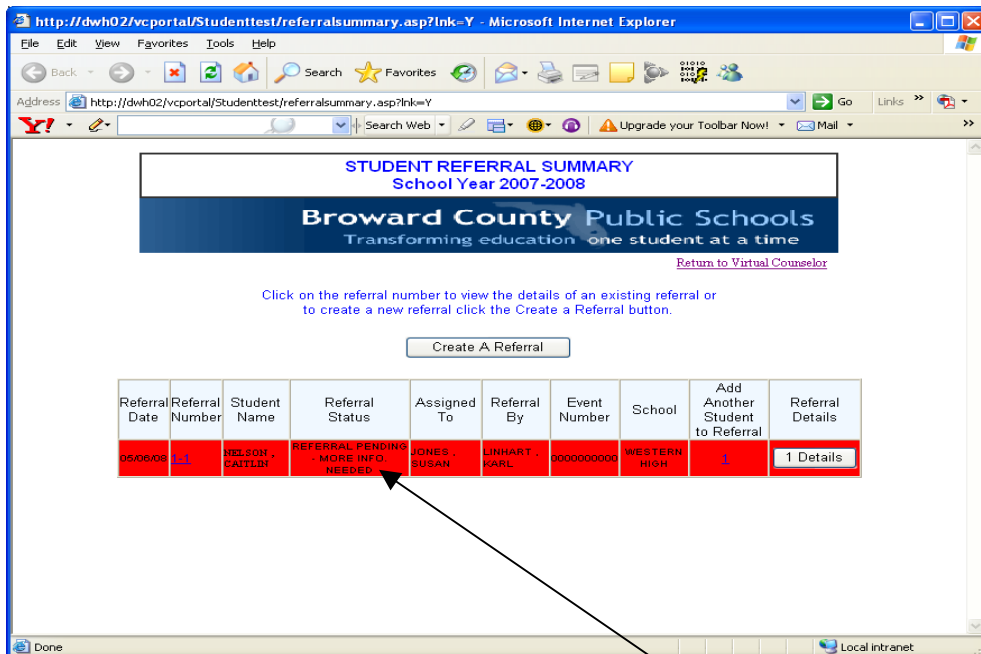 http://dwh02/vcportal/Studenttest/referralsummary.asp?lnk=Y - Microsoft Internet Explorer
File Edit View Favorites Tools Help
Back Search Favorites
Address http://dwh02/vcportal/Studenttest/referralsummary.asp?lnk=Y Go Links »
Y! Search Web Upgrade your Toolbar Now! Mail »
STUDENT REFERRAL SUMMARY
School Year 2007-2008
Broward County Public Schools
Transforming education one student at a time
Return to Virtual Counselor
Click on the referral number to view the details of an existing referral or
to create a new referral click the Create a Referral button.
Create A Referral
Referral Date Referral Number Student Name Referral Status Assigned To Referral By Event Number School Add Another Student to Referral Referral Details
05/06/08 1-1 NELSON , CAITLIN REFERRAL PENDING - MORE INFO. NEEDED JONES , SUSAN LINHART , KARL 0000000000 WESTERN HIGH 1 1 Details
Done Local intranet